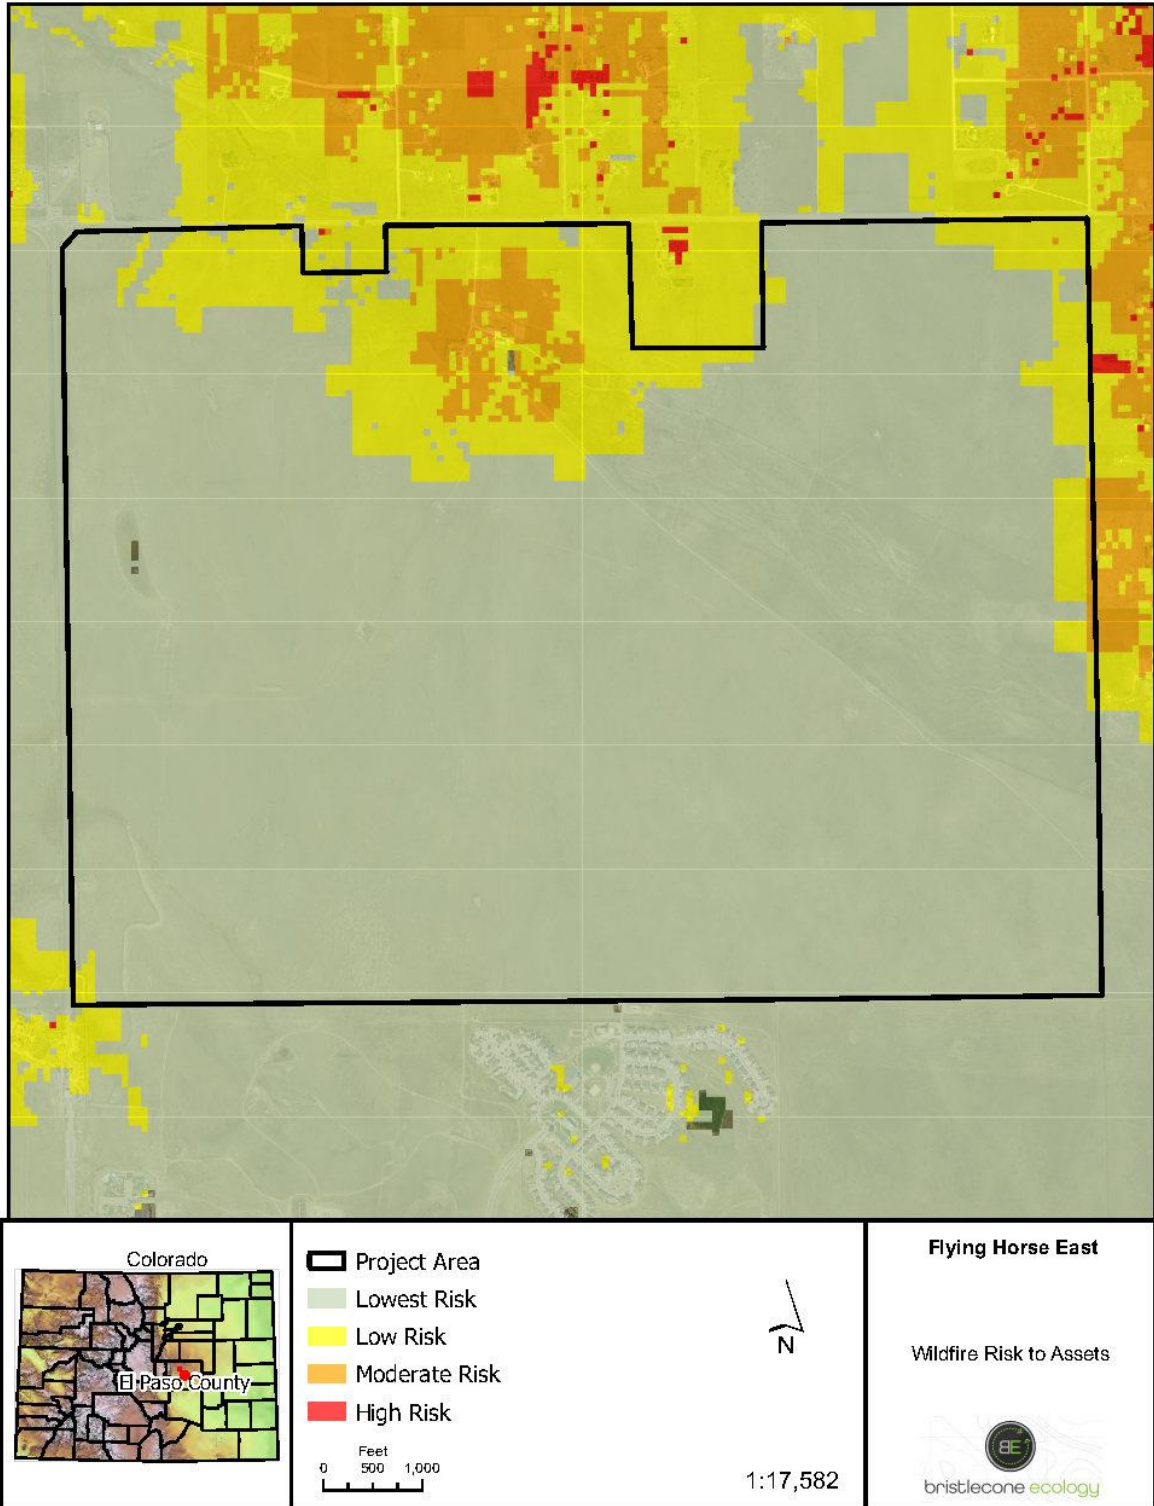 Colorado
El Paso County
Project Area
Lowest Risk
Low Risk
Moderate Risk
High Risk
Feet
0 500 1,000
N
1:17,582
Flying Horse East
Wildfire Risk to Assets
BE
bristlecone ecology